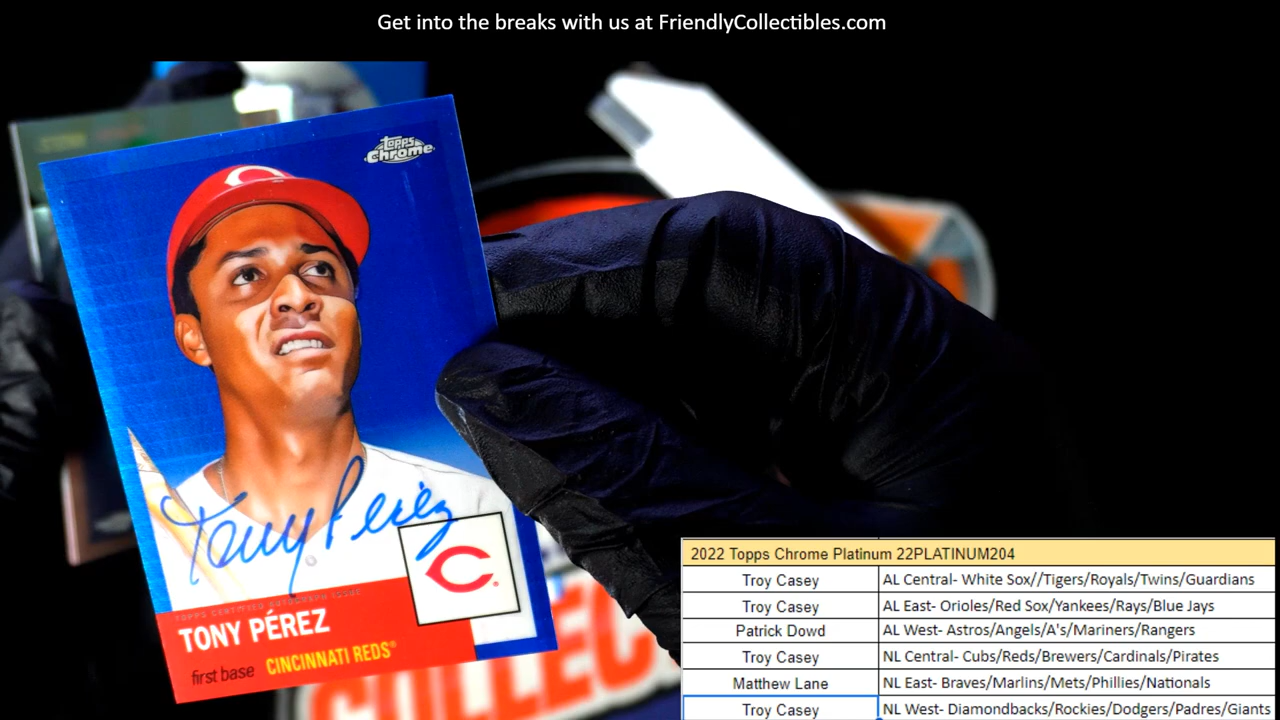 Get into the breaks with us at FriendlyCollectibles.com
Topps
Chrome
Tony Pérez
TOPPS CERTIFIED AUTOGRAPH ISSUE
TONY PÉREZ
first base CINCINNATI REDS®
C
2022 Topps Chrome Platinum 22PLATINUM204
Troy Casey AL Central- White Sox//Tigers/Royals/Twins/Guardians
Troy Casey AL East- Orioles/Red Sox/Yankees/Rays/Blue Jays
Patrick Dowd AL West- Astros/Angels/A's/Mariners/Rangers
Troy Casey NL Central- Cubs/Reds/Brewers/Cardinals/Pirates
Matthew Lane NL East- Braves/Marlins/Mets/Phillies/Nationals
Troy Casey NL West- Diamondbacks/Rockies/Dodgers/Padres/Giants